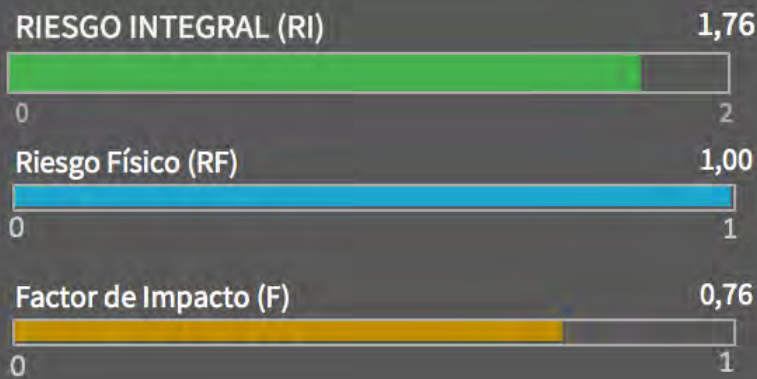 RIESGO INTEGRAL (RI) 1,76
0 2
Riesgo Físico (RF) 1,00
0 1
Factor de Impacto (F) 0,76
0 1